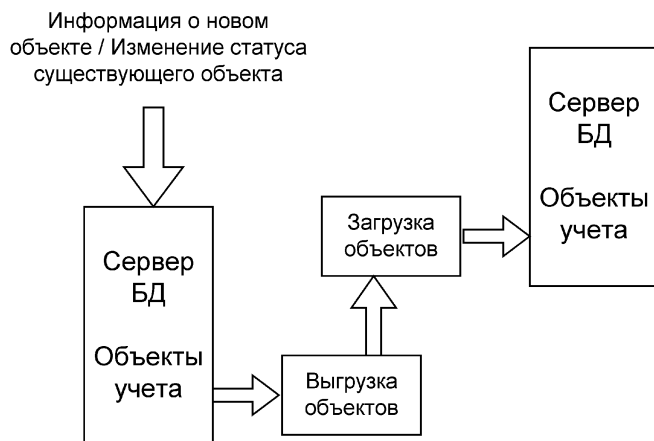 Информация о новом
объекте / Изменение статуса
существующего объекта
Сервер
БД
Объекты
учета
Выгрузка
объектов
Загрузка
объектов
Сервер
БД
Объекты
учета